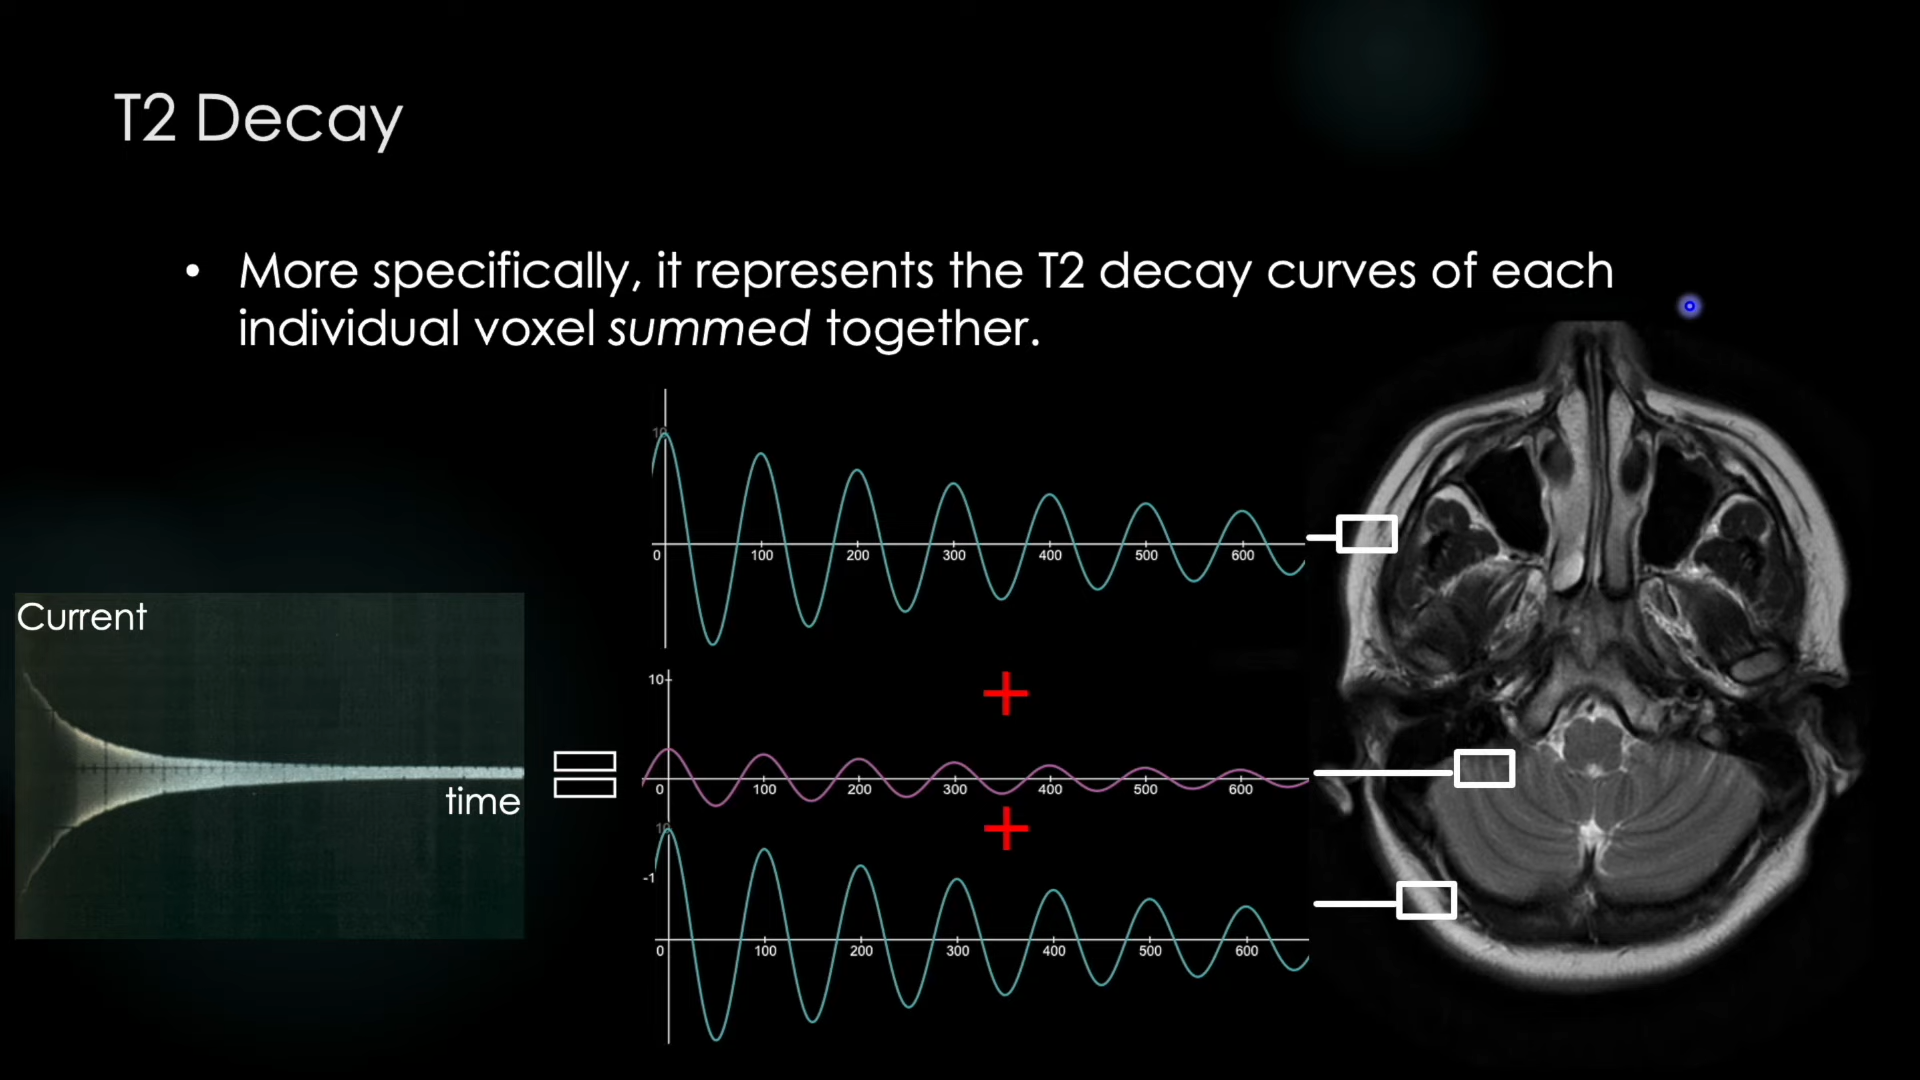 T2 Decay
• More specifically, it represents the T2 decay curves of each
individual voxel summed together.
10
0 100 200 300 400 500 600
Current
time
10
0 100 200 300 400 500 600
10
-1
0 100 200 300 400 500 600